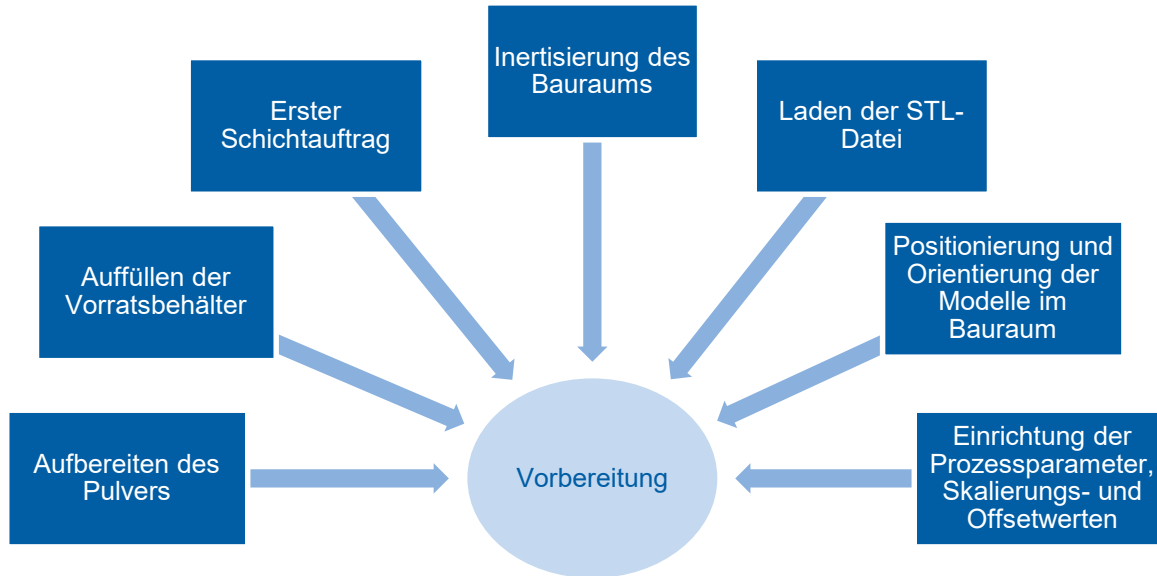 Inertisierung des
Bauraums
Erster
Schichtauftrag
Laden der STL-
Datei
Auffüllen der
Vorratsbehälter
Positionierung und
Orientierung der
Modelle im
Bauraum
Aufbereiten des
Pulvers
Vorbereitung
Einrichtung der
Prozessparameter,
Skalierungs- und
Offsetwerten